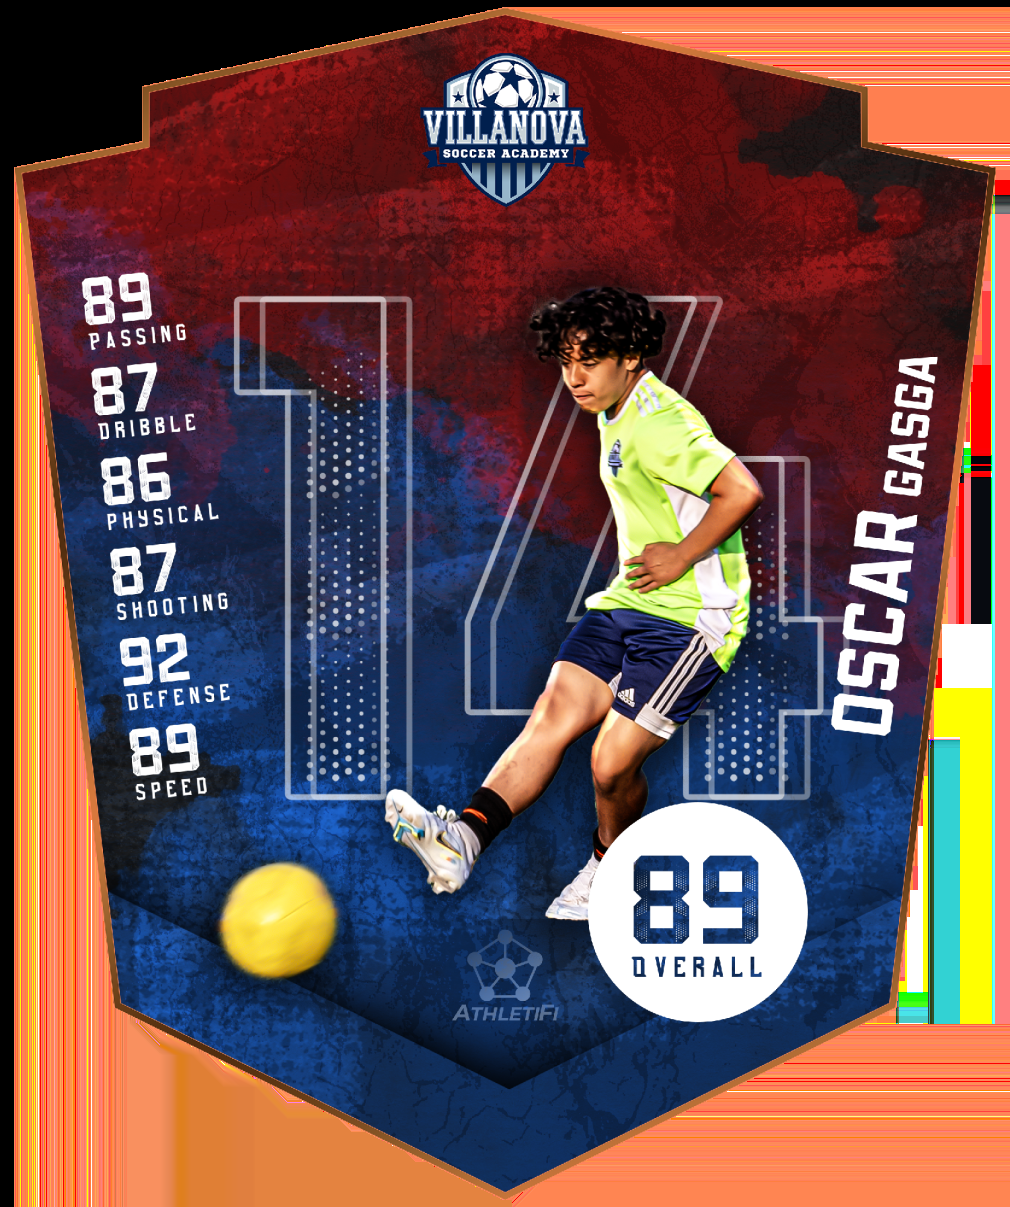 VILLANOVA
SOCCER ACADEMY
89
PASSING
87
DRIBBLE
86
PHYSICAL
87
SHOOTING
92
DEFENSE
89
SPEED
14
OSCAR GASGA
89
OVERALL
ATHLETIFI